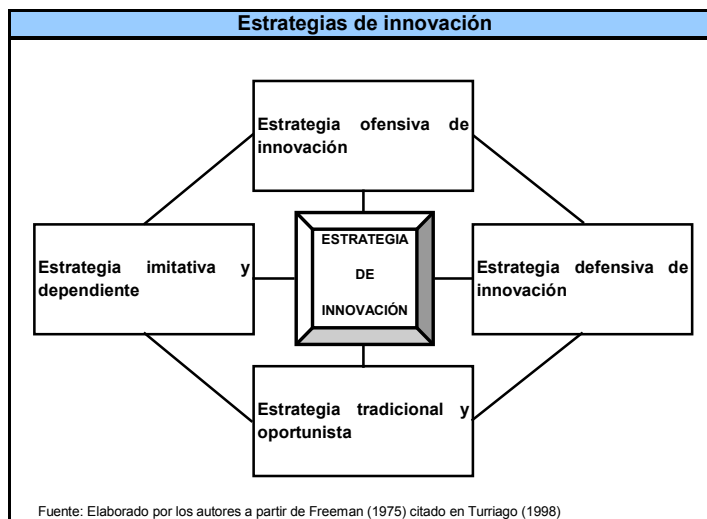 Estrategias de innovación
Estrategia ofensiva de
innovación
Estrategia imitativa y
dependiente
ESTRATEGIA
DE
INNOVACIÓN
Estrategia defensiva de
innovación
Estrategia tradicional y
oportunista
Fuente: Elaborado por los autores a partir de Freeman (1975) citado en Turriago (1998)